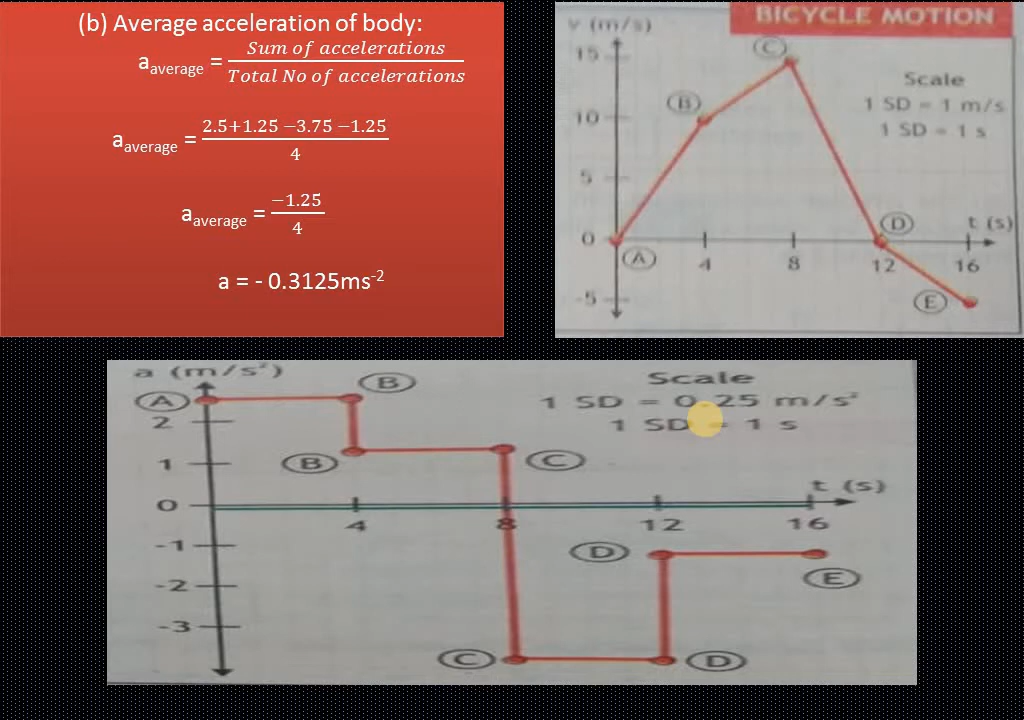 (b) Average acceleration of body:
a average = Sum of accelerations / Total No of accelerations
a average = 2.5+1.25 −3.75 −1.25 / 4
a average = −1.25 / 4
a = - 0.3125ms-2
BICYCLE MOTION
v (m/s)
15
C
Scale
1 SD = 1 m/s
1 SD = 1 s
B
10
5
0
D
t (s)
A
4
8
12
16
-5
E
a (m/s²)
B
Scale
A
1 SD = 0.25 m/s²
2
1 SD = 1 s
1
B
C
t (s)
0
4
8
12
16
-1
D
-2
E
-3
C
D